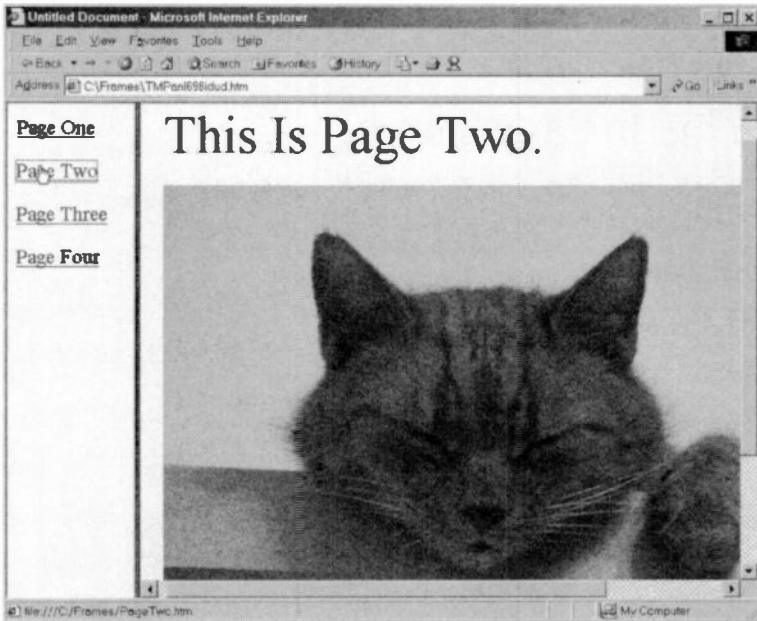 Untitled Document - Microsoft Internet Explorer
File Edit View Favorites Tools Help
Back Search Favorites History
Address C:\Frames\TMPanl698idud.htm Go Links »
Page One
Page Two
Page Three
Page Four
This Is Page Two.
file:///C:/Frames/PageTwo.htm My Computer